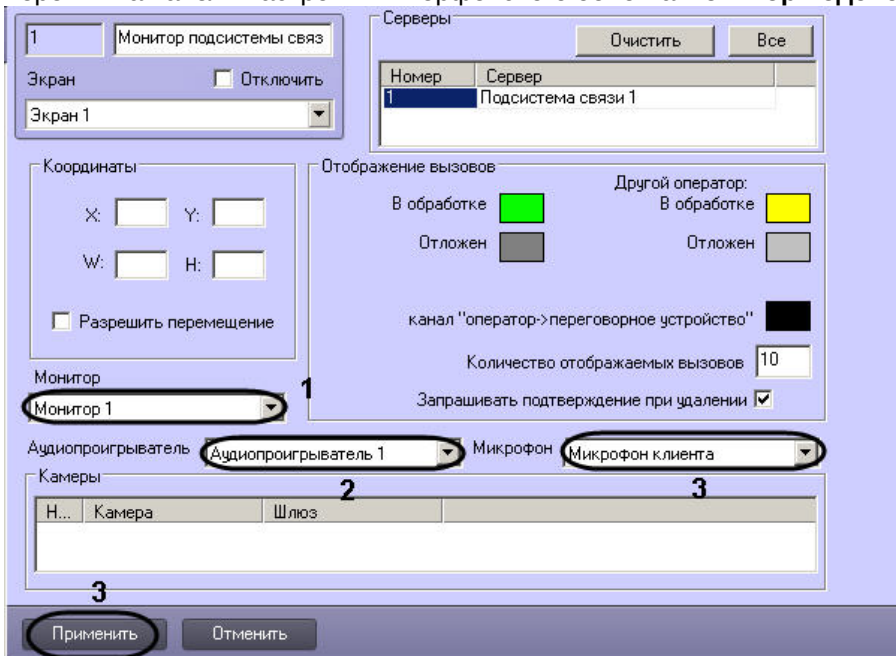 1
Монитор подсистемы связ
Экран
Отключить
Экран 1
Серверы
Очистить
Все
Номер
Сервер
1
Подсистема связи 1
Координаты
X:
Y:
W:
H:
Разрешить перемещение
Отображение вызовов
В обработке
Отложен
Другой оператор:
В обработке
Отложен
канал "оператор->переговорное устройство"
Количество отображаемых вызовов
10
Запрашивать подтверждение при удалении
Монитор
Монитор 1
1
Аудиопроигрыватель
Аудиопроигрыватель 1
2
Микрофон
Микрофон клиента
3
Камеры
Н...
Камера
Шлюз
3
Применить
Отменить